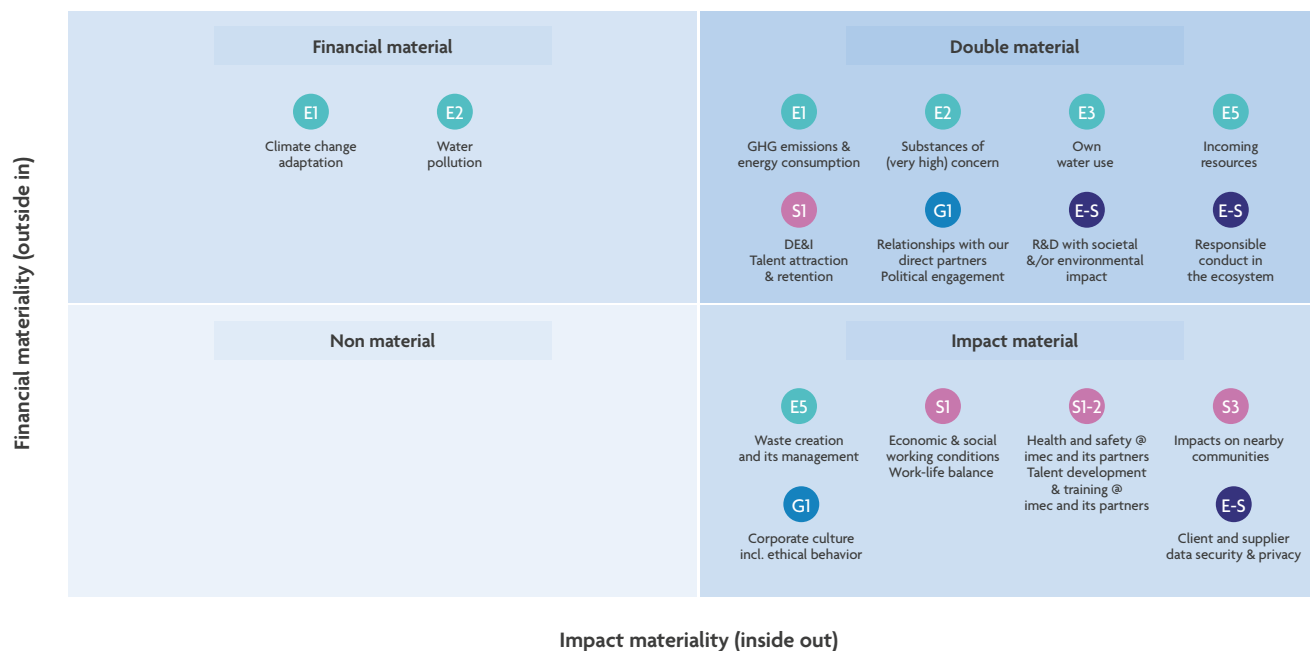 Financial materiality (outside in)
Financial material
E1
Climate change
adaptation
E2
Water
pollution
Double material
E1
GHG emissions &
energy consumption
E2
Substances of
(very high) concern
E3
Own
water use
E5
Incoming
resources
S1
DE&I
Talent attraction
& retention
G1
Relationships with our
direct partners
Political engagement
E-S
R&D with societal
&/or environmental
impact
E-S
Responsible
conduct in
the ecosystem
Non material
Impact material
E5
Waste creation
and its management
S1
Economic & social
working conditions
Work-life balance
S1-2
Health and safety @
imec and its partners
Talent development
& training @
imec and its partners
S3
Impacts on nearby
communities
G1
Corporate culture
incl. ethical behavior
E-S
Client and supplier
data security & privacy
Impact materiality (inside out)